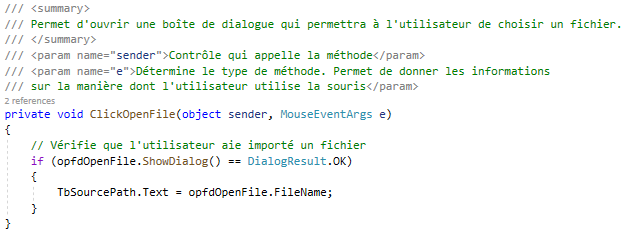 /// <summary>
/// Permet d'ouvrir une boîte de dialogue qui permettra à l'utilisateur de choisir un fichier.
/// </summary>
/// <param name="sender">Contrôle qui appelle la méthode</param>
/// <param name="e">Détermine le type de méthode. Permet de donner les informations
/// sur la manière dont l'utilisateur utilise la souris</param>
2 references
private void ClickOpenFile(object sender, MouseEventArgs e)
{
    // Vérifie que l'utilisateur aie importé un fichier
    if (opfdOpenFile.ShowDialog() == DialogResult.OK)
    {
        TbSourcePath.Text = opfdOpenFile.FileName;
    }
}